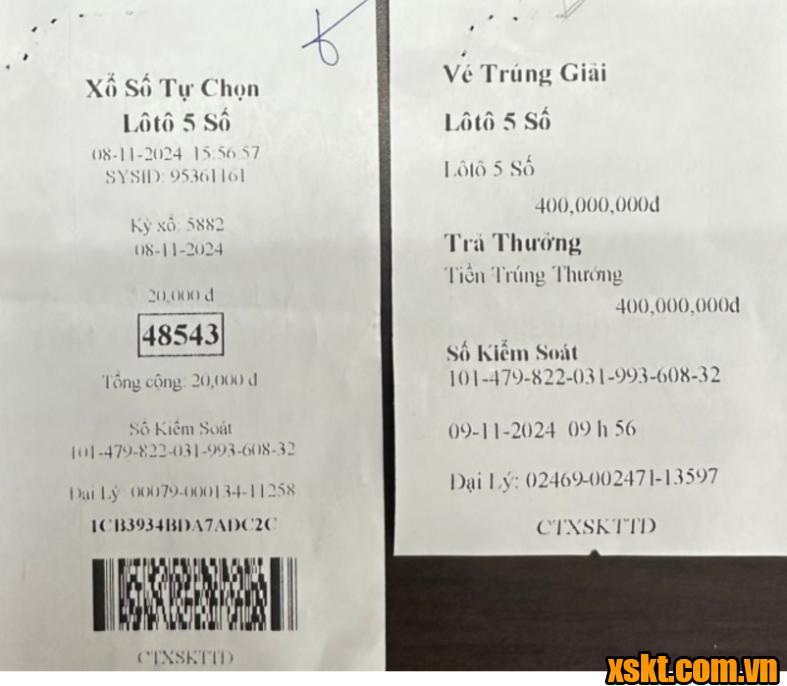 Xổ Số Tự Chọn
Lôtô 5 Số
08-11-2024 15:56:57
SYSID: 95361161
Kỳ xổ: 5882
08-11-2024
20,000 đ
48543
Tổng cộng: 20,000 đ
Số Kiểm Soát
101-479-822-031-993-608-32
Đại Lý: 00079-000134-11258
1CB3934BDA7ADC2C
CTXSKTTD
Vé Trúng Giải
Lôtô 5 Số
Lôtô 5 Số
400,000,000đ
Trả Thưởng
Tiền Trúng Thưởng
400,000,000đ
Số Kiểm Soát
101-479-822-031-993-608-32
09-11-2024 09 h 56
Đại Lý: 02469-002471-13597
CTXSKTTD
xskt.com.vn